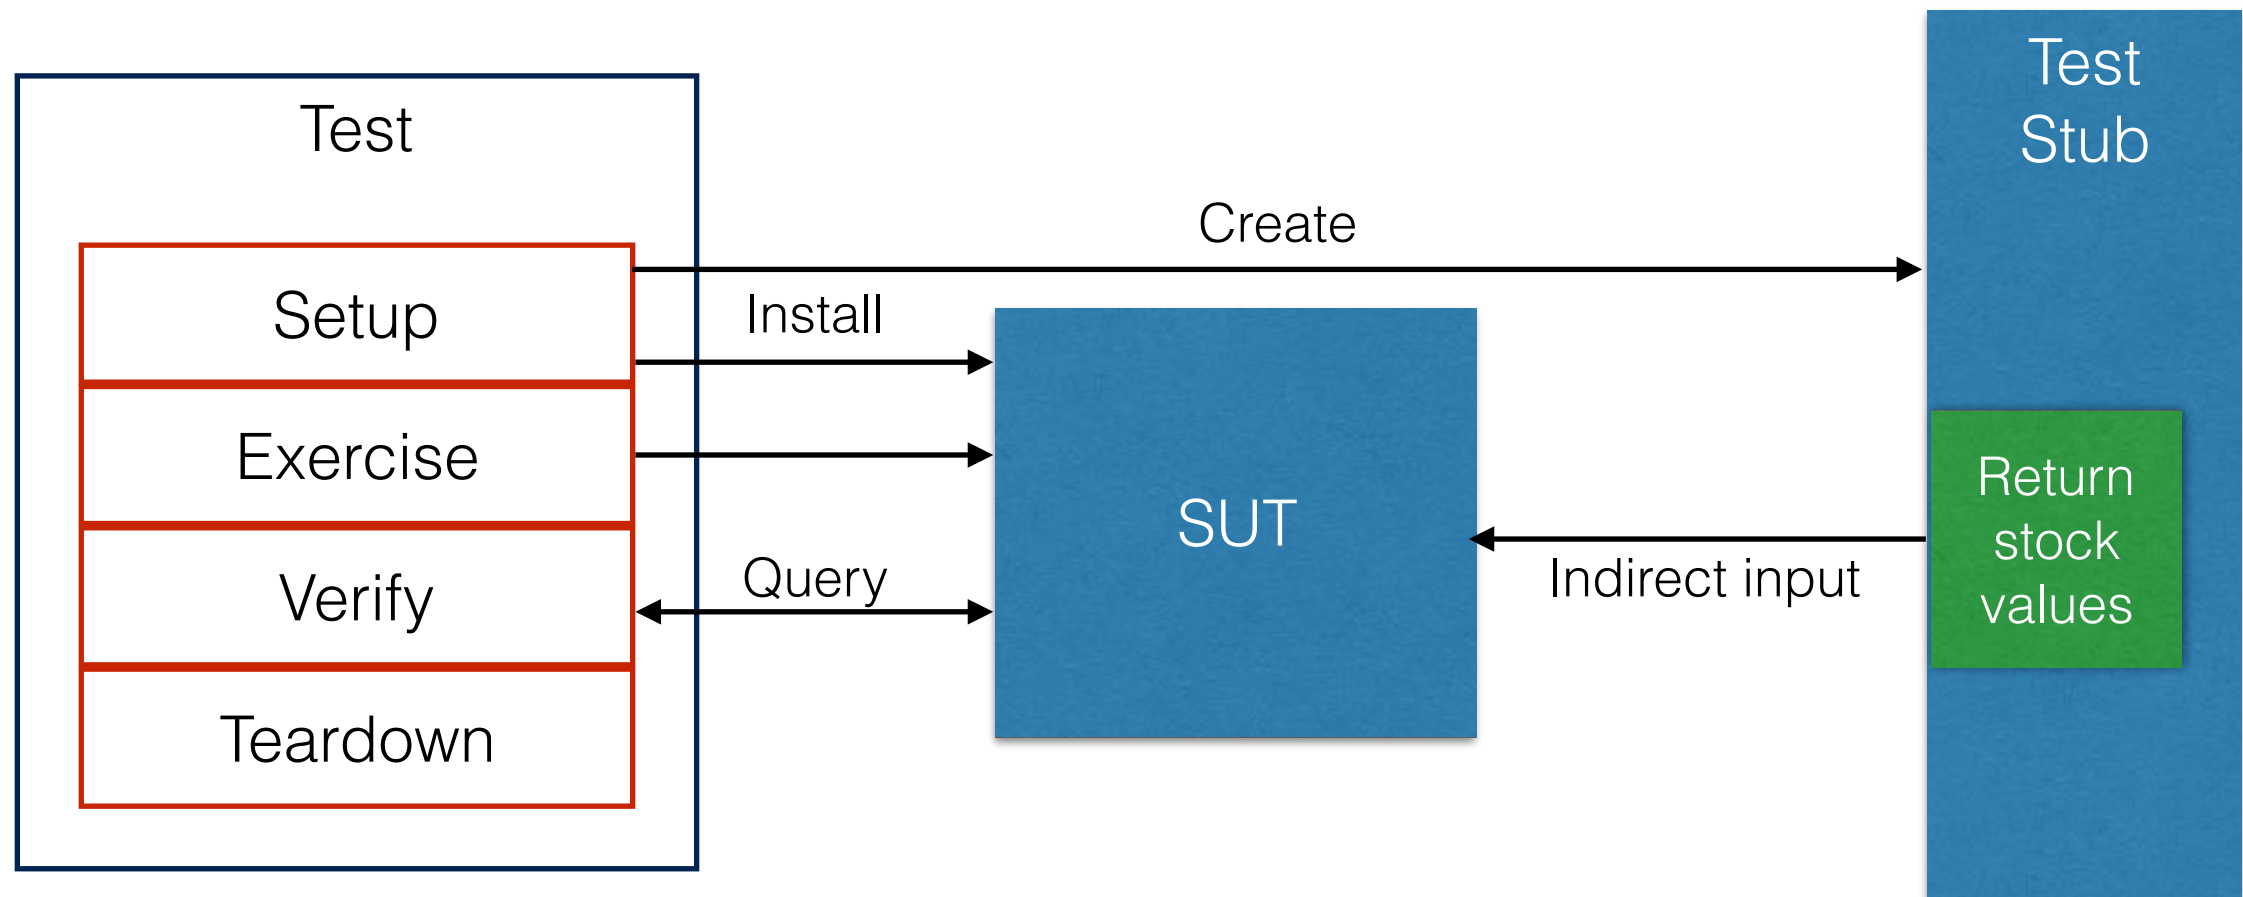 Test
Setup
Exercise
Verify
Teardown
Create
Install
Query
SUT
Indirect input
Test
Stub
Return
stock
values